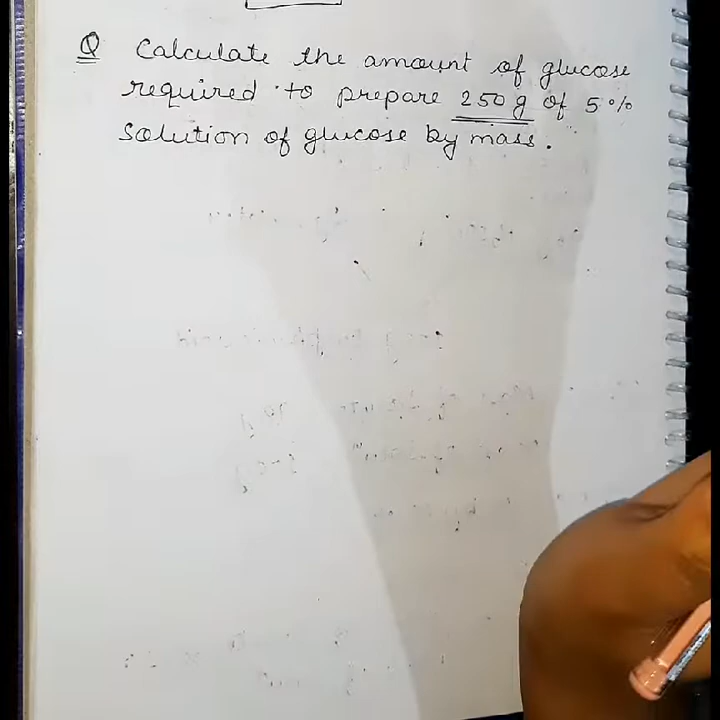 Q Calculate the amount of glucose
required to prepare 250 g of 5 %
solution of glucose by mass.